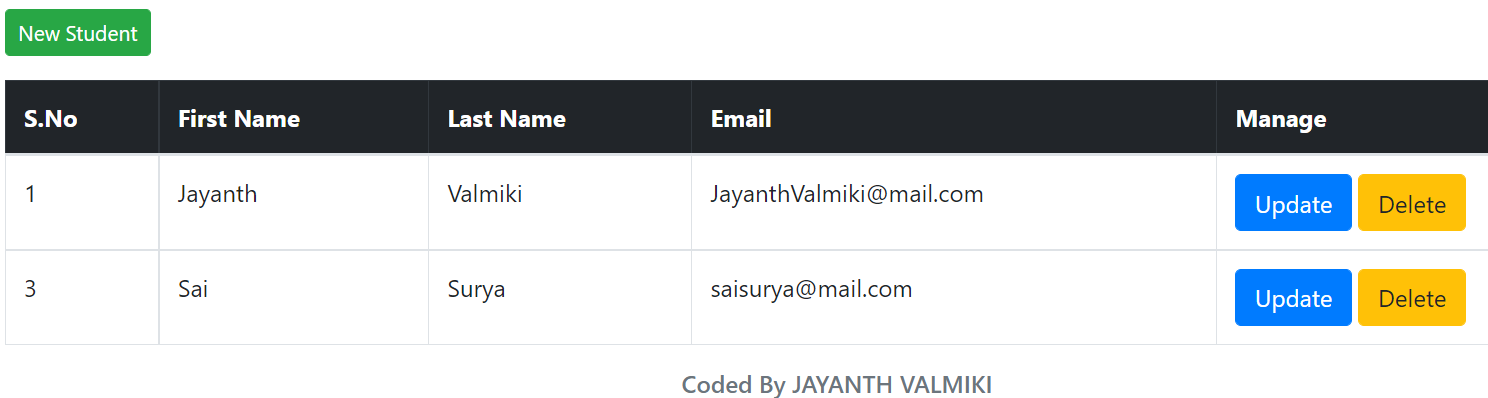 New Student
S.No First Name Last Name Email Manage
1 Jayanth Valmiki JayanthValmiki@mail.com Update Delete
3 Sai Surya saisurya@mail.com Update Delete
Coded By JAYANTH VALMIKI